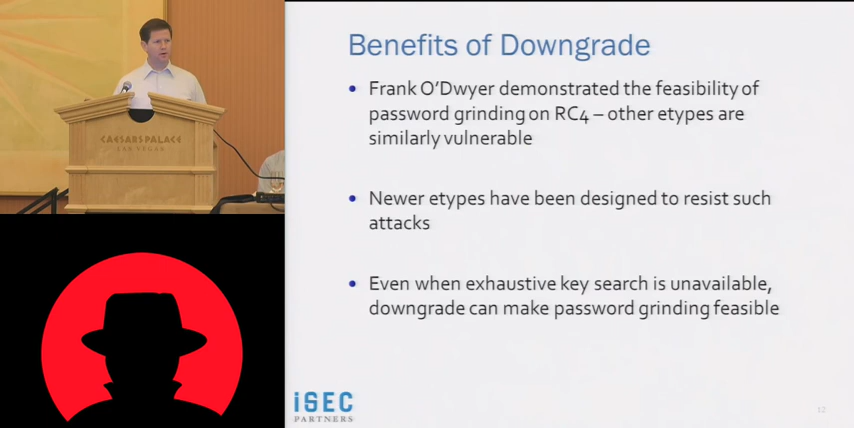 CAESARS PALACE
LAS VEGAS
Benefits of Downgrade
• Frank O'Dwyer demonstrated the feasibility of
password grinding on RC4 – other etypes are
similarly vulnerable
• Newer etypes have been designed to resist such
attacks
• Even when exhaustive key search is unavailable,
downgrade can make password grinding feasible
iSEC
PARTNERS
12